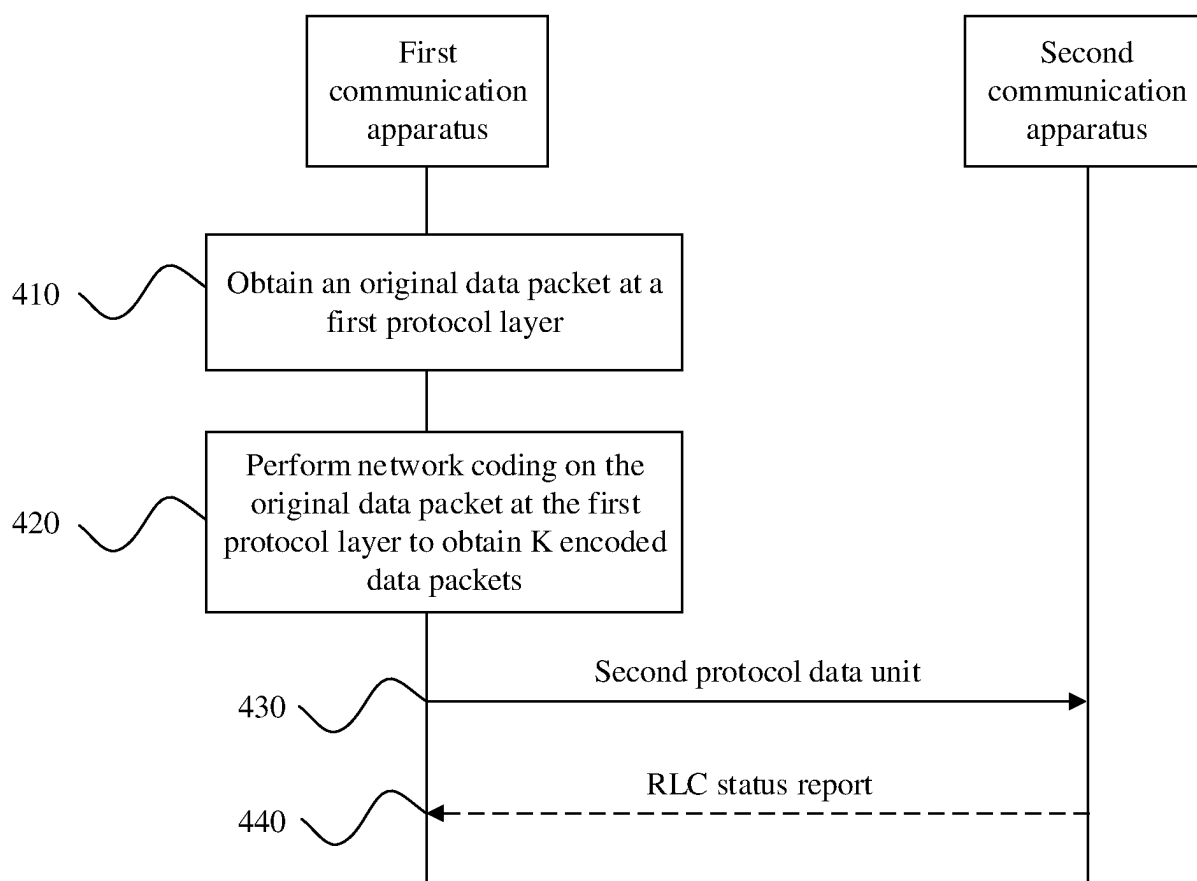 First
communication
apparatus
Second
communication
apparatus
410
Obtain an original data packet at a
first protocol layer
420
Perform network coding on the
original data packet at the first
protocol layer to obtain K encoded
data packets
Second protocol data unit
430
RLC status report
440